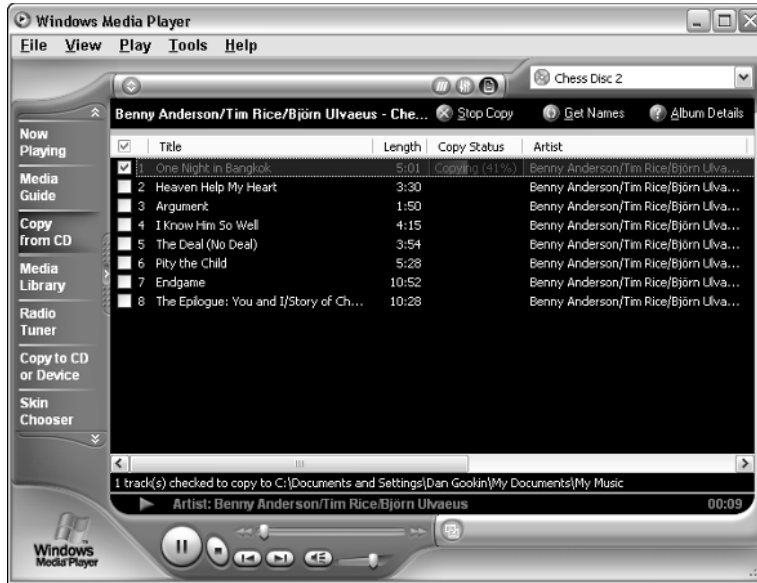 Windows Media Player
File View Play Tools Help
Chess Disc 2
Benny Anderson/Tim Rice/Björn Ulvaeus - Che... Stop Copy Get Names Album Details
Now Playing
Media Guide
Copy from CD
Media Library
Radio Tuner
Copy to CD or Device
Skin Chooser
Title Length Copy Status Artist
1 One Night in Bangkok 5:01 Copying (41%) Benny Anderson/Tim Rice/Björn Ulva...
2 Heaven Help My Heart 3:30 Benny Anderson/Tim Rice/Björn Ulva...
3 Argument 1:50 Benny Anderson/Tim Rice/Björn Ulva...
4 I Know Him So Well 4:15 Benny Anderson/Tim Rice/Björn Ulva...
5 The Deal (No Deal) 3:54 Benny Anderson/Tim Rice/Björn Ulva...
6 Pity the Child 5:28 Benny Anderson/Tim Rice/Björn Ulva...
7 Endgame 10:52 Benny Anderson/Tim Rice/Björn Ulva...
8 The Epilogue: You and I/Story of Ch... 10:28 Benny Anderson/Tim Rice/Björn Ulva...
1 track(s) checked to copy to C:\Documents and Settings\Dan Gookin\My Documents\My Music
Artist: Benny Anderson/Tim Rice/Björn Ulvaeus 00:09
Windows
Media Player